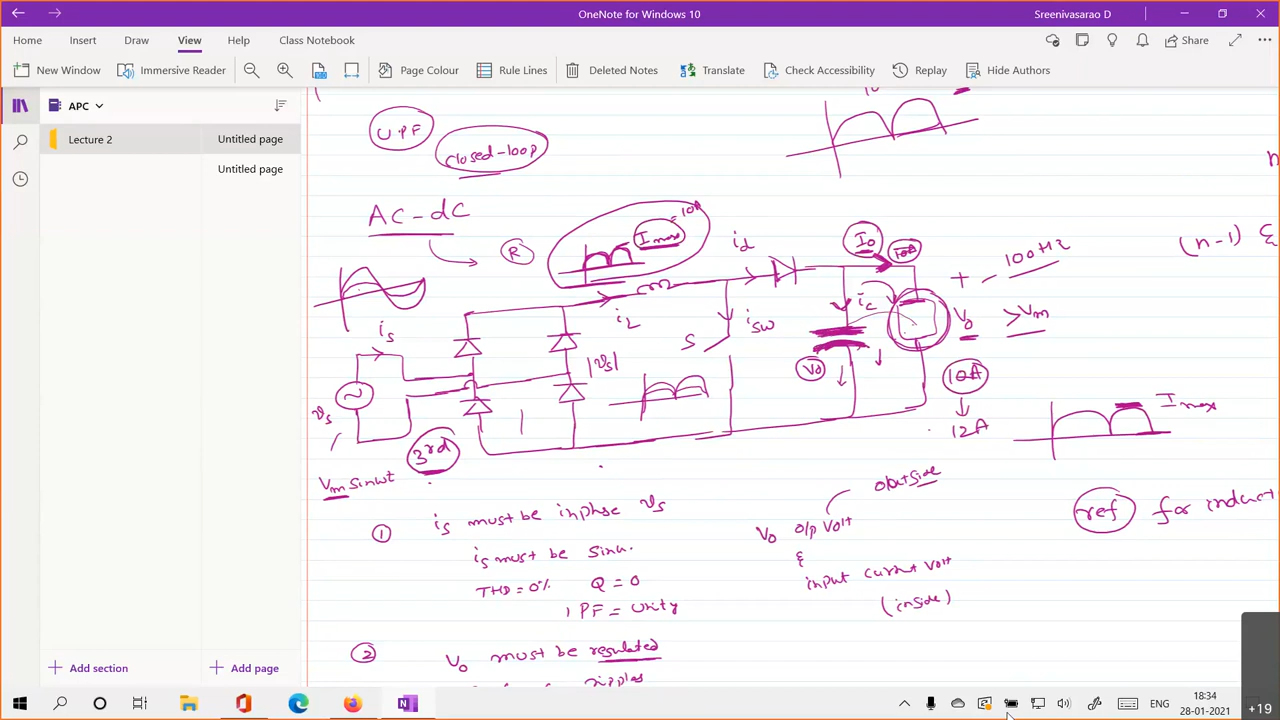 OneNote for Windows 10
Sreenivasarao D
Home Insert Draw View Help Class Notebook
Share
New Window Immersive Reader Page Colour Rule Lines Deleted Notes Translate Check Accessibility Replay Hide Authors
APC
Lecture 2
Untitled page
Untitled page
UPF
closed-loop
AC-dC
R
Imax
=10A
id
Io
10A
+ - 100Hz
(n-1) ξ
is
iL
isw
S
ic
Vo
Vo >Vm
|vs|
vs
10A
12A
Imax
3rd
Vm sinωt
① is must be inphase vs
is must be sinu.
THD=0% Q=0
PF = unity
Vo o/p volt
outside
ξ
input current volt
(inside)
ref for induct
② Vo must be regulated
ripples
Add section
Add page
ENG
18:34
28-01-2021
+19